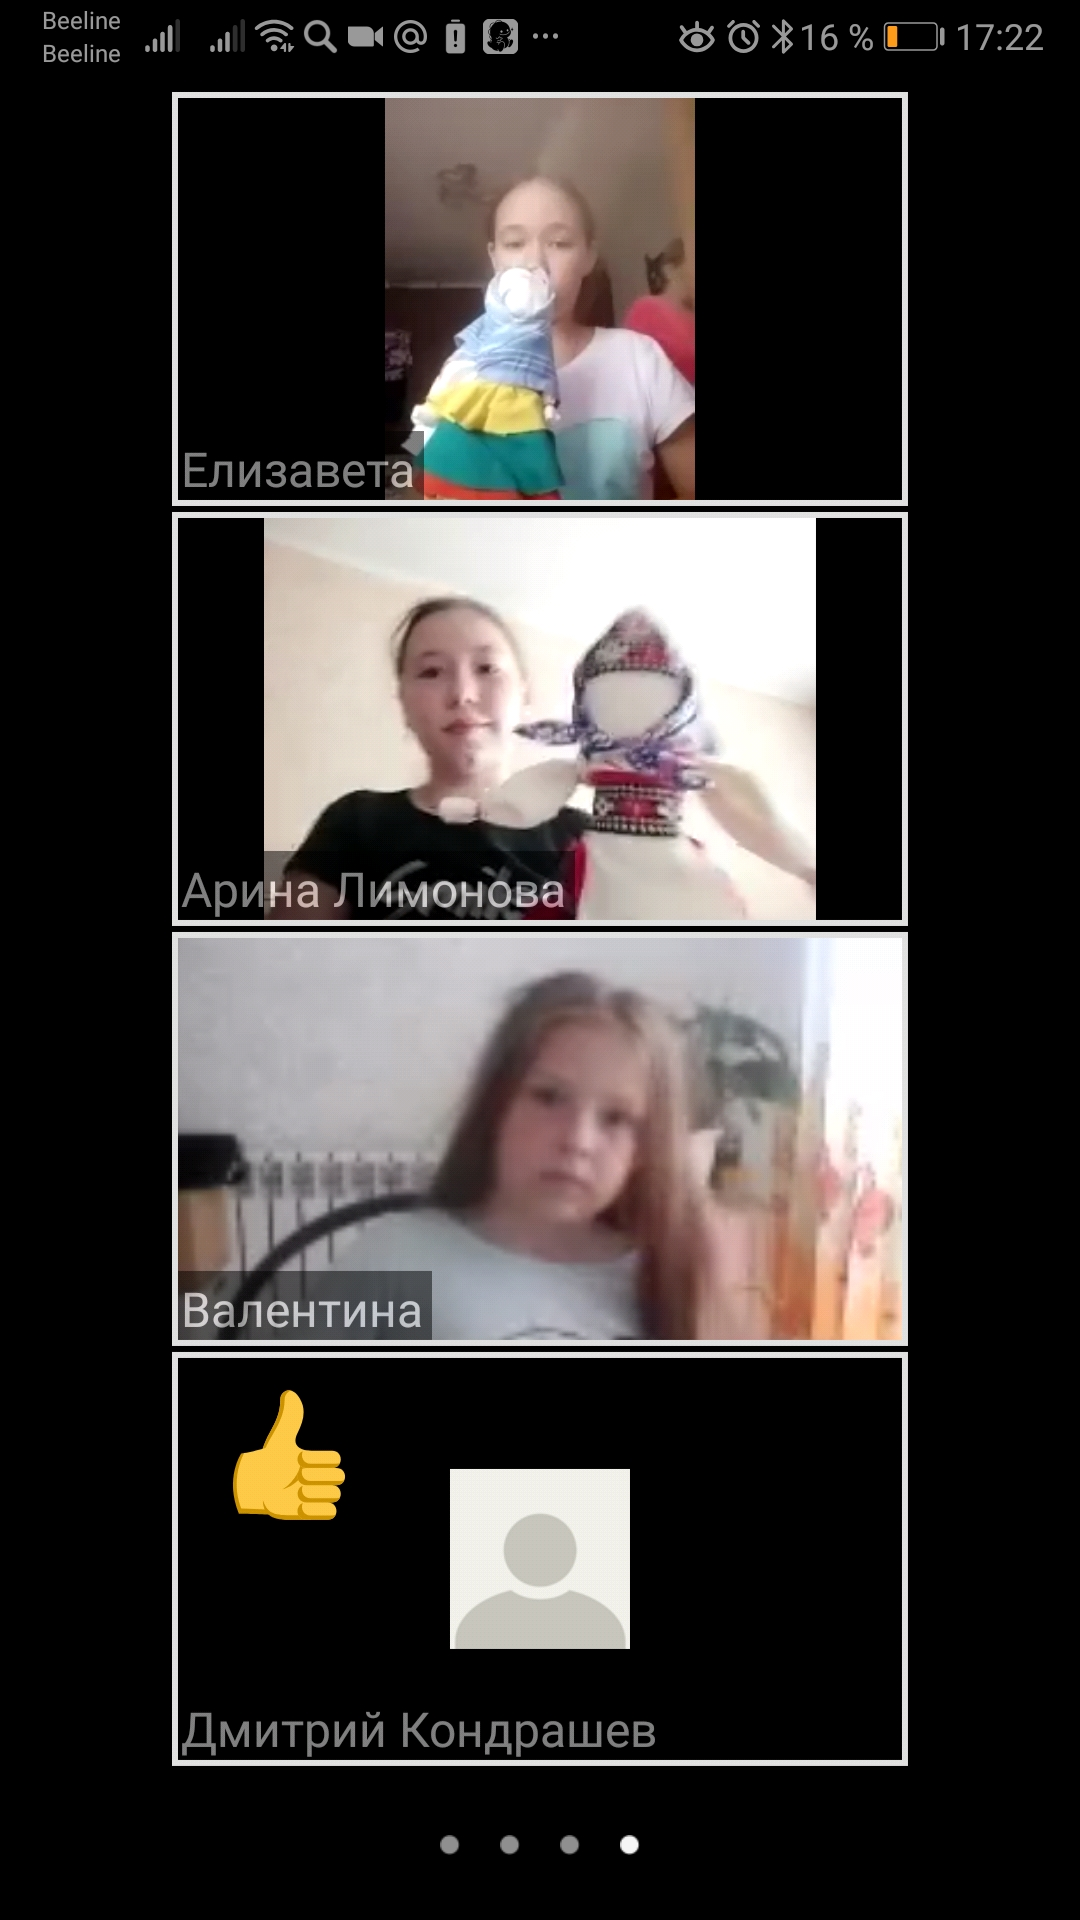 Beeline
Beeline
16 % 17:22
Елизавета
Арина Лимонова
Валентина
Дмитрий Кондрашев